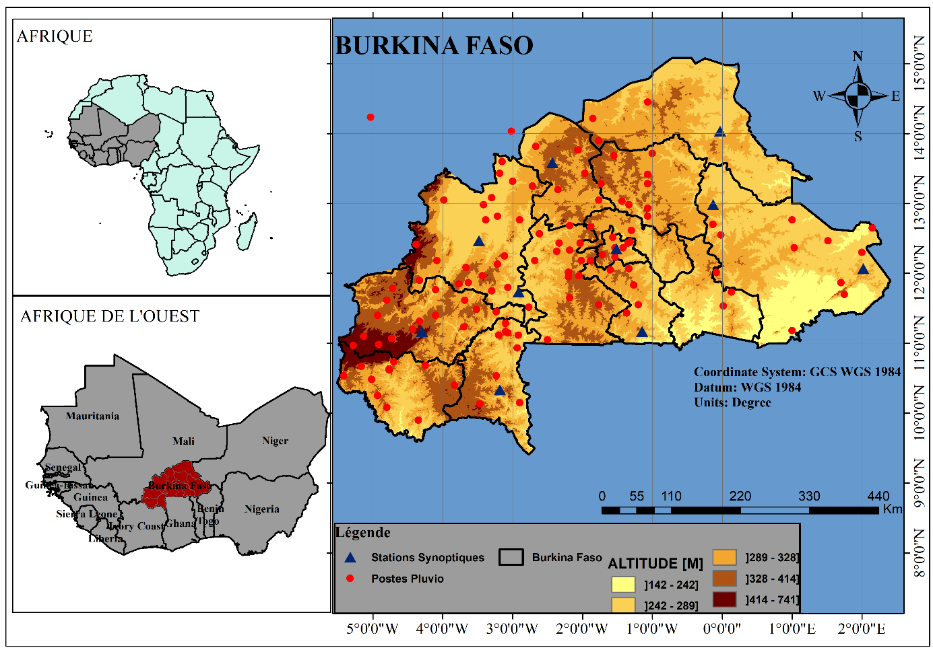 AFRIQUE
AFRIQUE DE L'OUEST
Mauritania
Mali
Niger
Senegal
Burkina Faso
Guinea
Sierra Leone
Ivory Coast
Ghana
Benin
Togo
Nigeria
Liberia
BURKINA FASO
N
W
E
S
Coordinate System: GCS WGS 1984
Datum: WGS 1984
Units: Degree
0 55 110 220 330 440
Km
Légende
Stations Synoptiques
Postes Pluvio
Burkina Faso
ALTITUDE [M]
]142 - 242]
]242 - 289]
]289 - 328]
]328 - 414]
]414 - 741]
15°0'0"N
14°0'0"N
13°0'0"N
12°0'0"N
11°0'0"N
10°0'0"N
9°0'0"N
8°0'0"N
5°0'0"W 4°0'0"W 3°0'0"W 2°0'0"W 1°0'0"W 0°0'0" 1°0'0"E 2°0'0"E